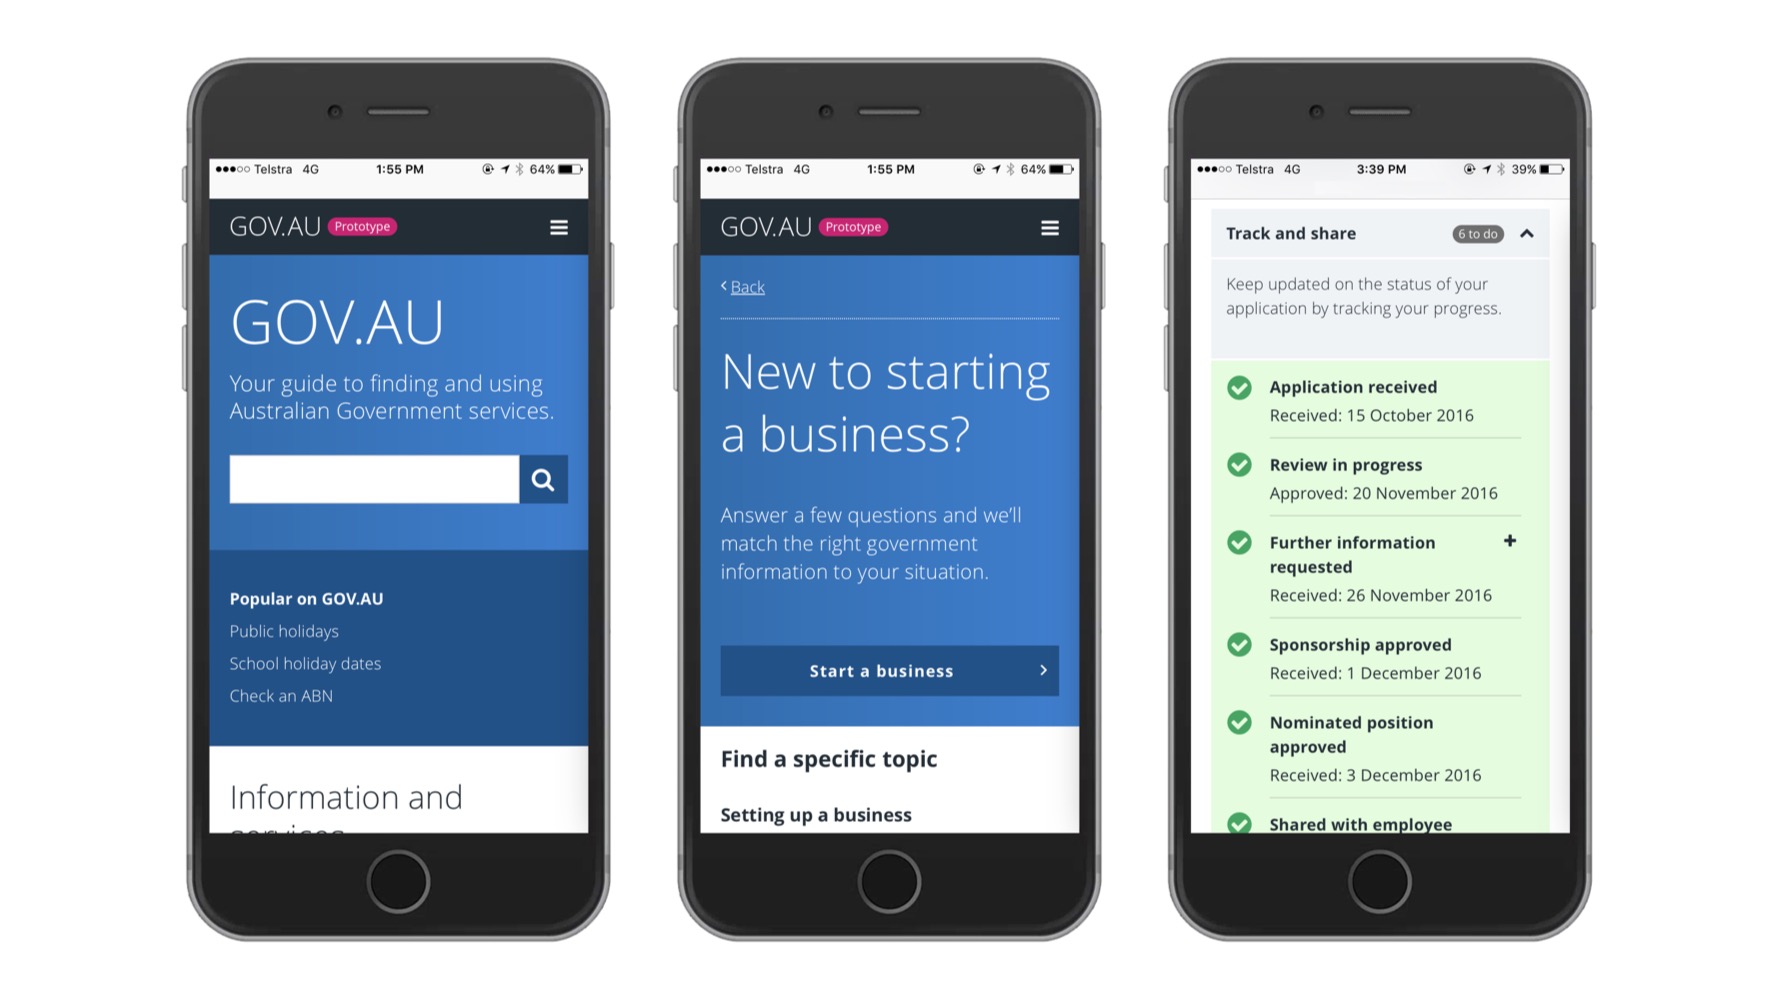 Telstra 4G 1:55 PM 64%
GOV.AU Prototype
GOV.AU
Your guide to finding and using
Australian Government services.
Popular on GOV.AU
Public holidays
School holiday dates
Check an ABN
Information and
services
Telstra 4G 1:55 PM 64%
GOV.AU Prototype
Back
New to starting
a business?
Answer a few questions and we'll
match the right government
information to your situation.
Start a business
Find a specific topic
Setting up a business
Telstra 4G 3:39 PM 39%
Track and share 6 to do
Keep updated on the status of your
application by tracking your progress.
Application received
Received: 15 October 2016
Review in progress
Approved: 20 November 2016
Further information
requested
Received: 26 November 2016
Sponsorship approved
Received: 1 December 2016
Nominated position
approved
Received: 3 December 2016
Shared with employee